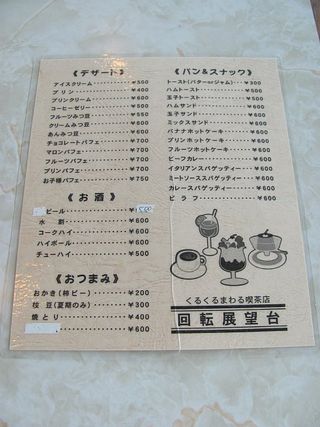 《デザート》
アイスクリーム‥‥‥¥350
プリン‥‥‥‥‥¥400
プリンクリーム‥‥‥‥¥600
コーヒーゼリー‥‥‥‥¥500
フルーツみつ豆‥‥‥‥¥550
クリームみつ豆‥‥‥‥¥550
あんみつ豆‥‥‥‥¥600
チョコレートパフェ‥‥¥700
マロンパフェ‥‥‥‥¥700
フルーツパフェ‥‥‥‥¥700
プリンパフェ‥‥‥‥¥700
お子様パフェ‥‥‥‥¥750
《お酒》
ビール‥‥‥‥¥500
水割‥‥‥‥¥600
コークハイ‥‥‥‥¥600
ハイボール‥‥‥‥¥600
チューハイ‥‥‥‥¥500
《おつまみ》
おかき(柿ピー)‥‥‥‥¥200
枝豆(夏期のみ)‥‥‥‥¥300
焼とり‥‥‥‥¥400
‥‥‥‥¥600
《パン&スナック》
トースト(バターorジャム)‥‥¥300
ハムトースト‥‥‥‥¥600
玉子トースト‥‥‥‥¥600
ハムサンド‥‥‥‥¥600
玉子サンド‥‥‥‥¥600
ミックスサンド‥‥‥‥¥600
バナナホットケーキ‥‥‥¥600
プリンホットケーキ‥‥‥¥600
フルーツホットケーキ‥‥¥600
ビーフカレー‥‥‥‥¥600
イタリアンスパゲッティー‥‥¥600
ミートソーススパゲッティー‥¥600
カレースパゲッティー‥‥¥600
ピラフ‥‥‥‥¥600
くるくるまわる喫茶店
回転展望台